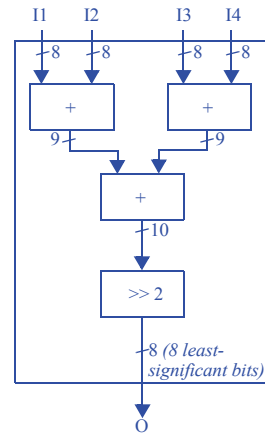 I1 I2 I3 I4
8 8 8 8
+ +
9 9
+
10
>> 2
8 (8 least-
significant bits)
O